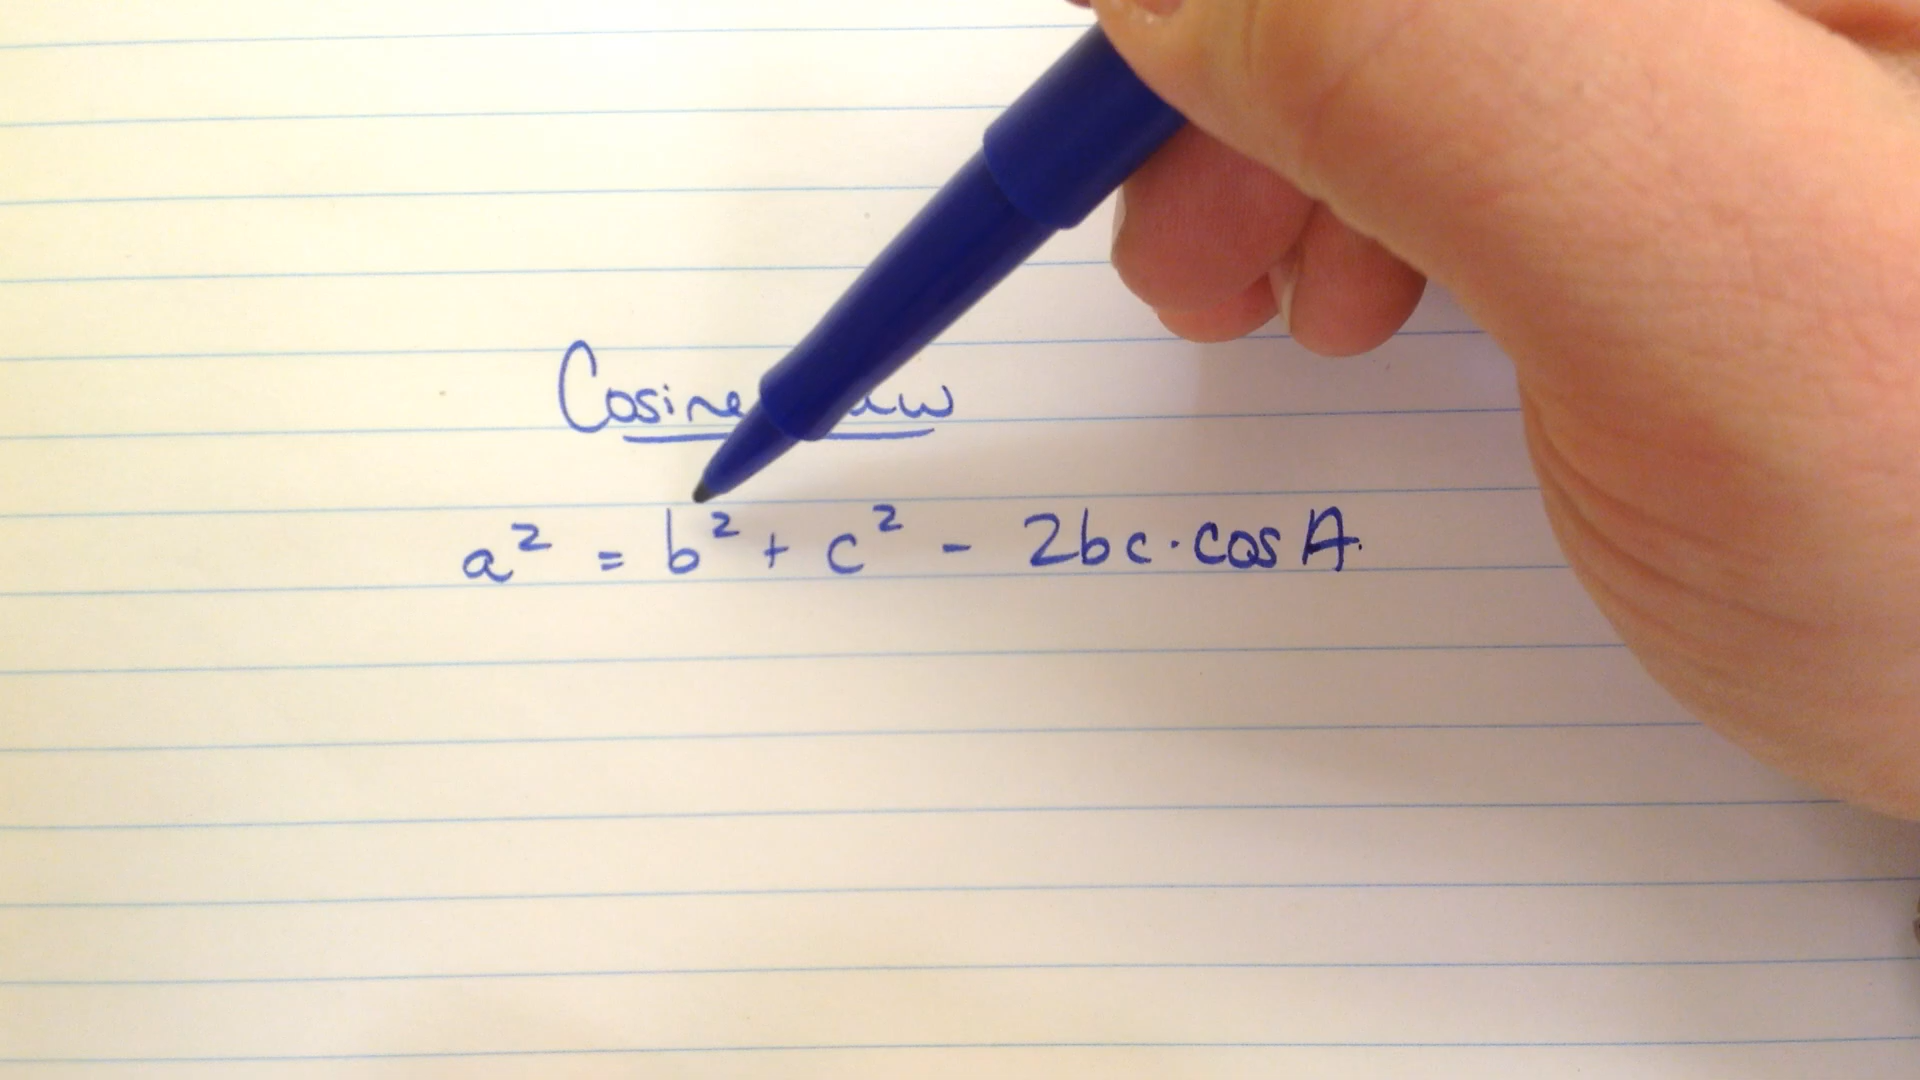 Cosine
a² = b² + c² - 2bc·cos A.